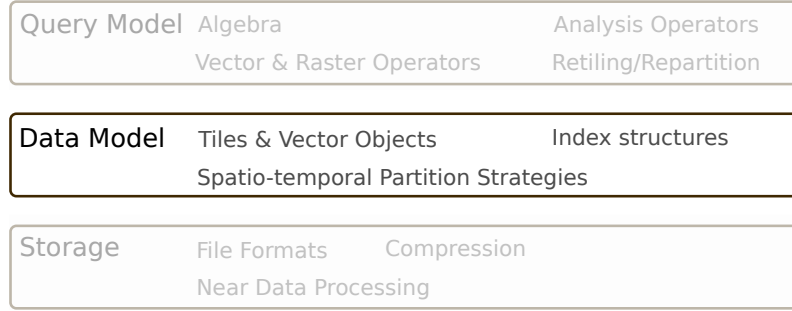 Query Model Algebra Analysis Operators
Vector & Raster Operators Retiling/Repartition
Data Model Tiles & Vector Objects Index structures
Spatio-temporal Partition Strategies
Storage File Formats Compression
Near Data Processing